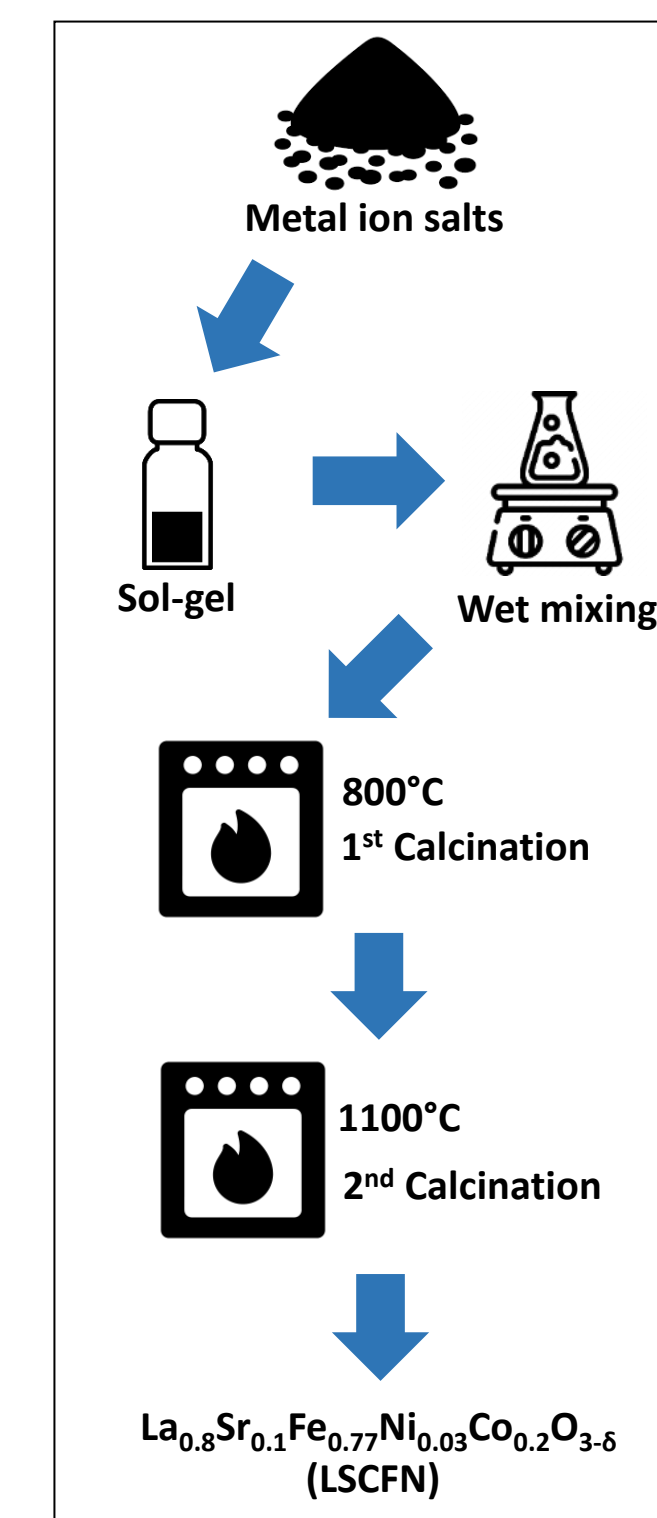 Metal ion salts
Sol-gel
Wet mixing
800°C
1st Calcination
1100°C
2nd Calcination
La0.8Sr0.1Fe0.77Ni0.03Co0.2O3-δ
(LSCFN)